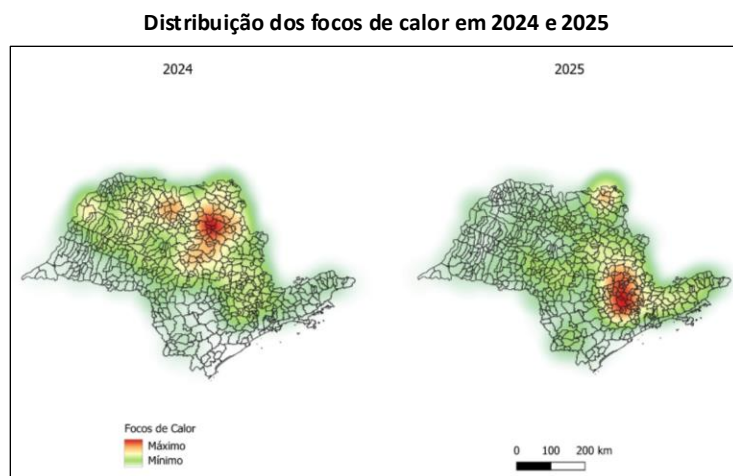 Distribuição dos focos de calor em 2024 e 2025
2024
2025
Focos de Calor
Máximo
Mínimo
0 100 200 km